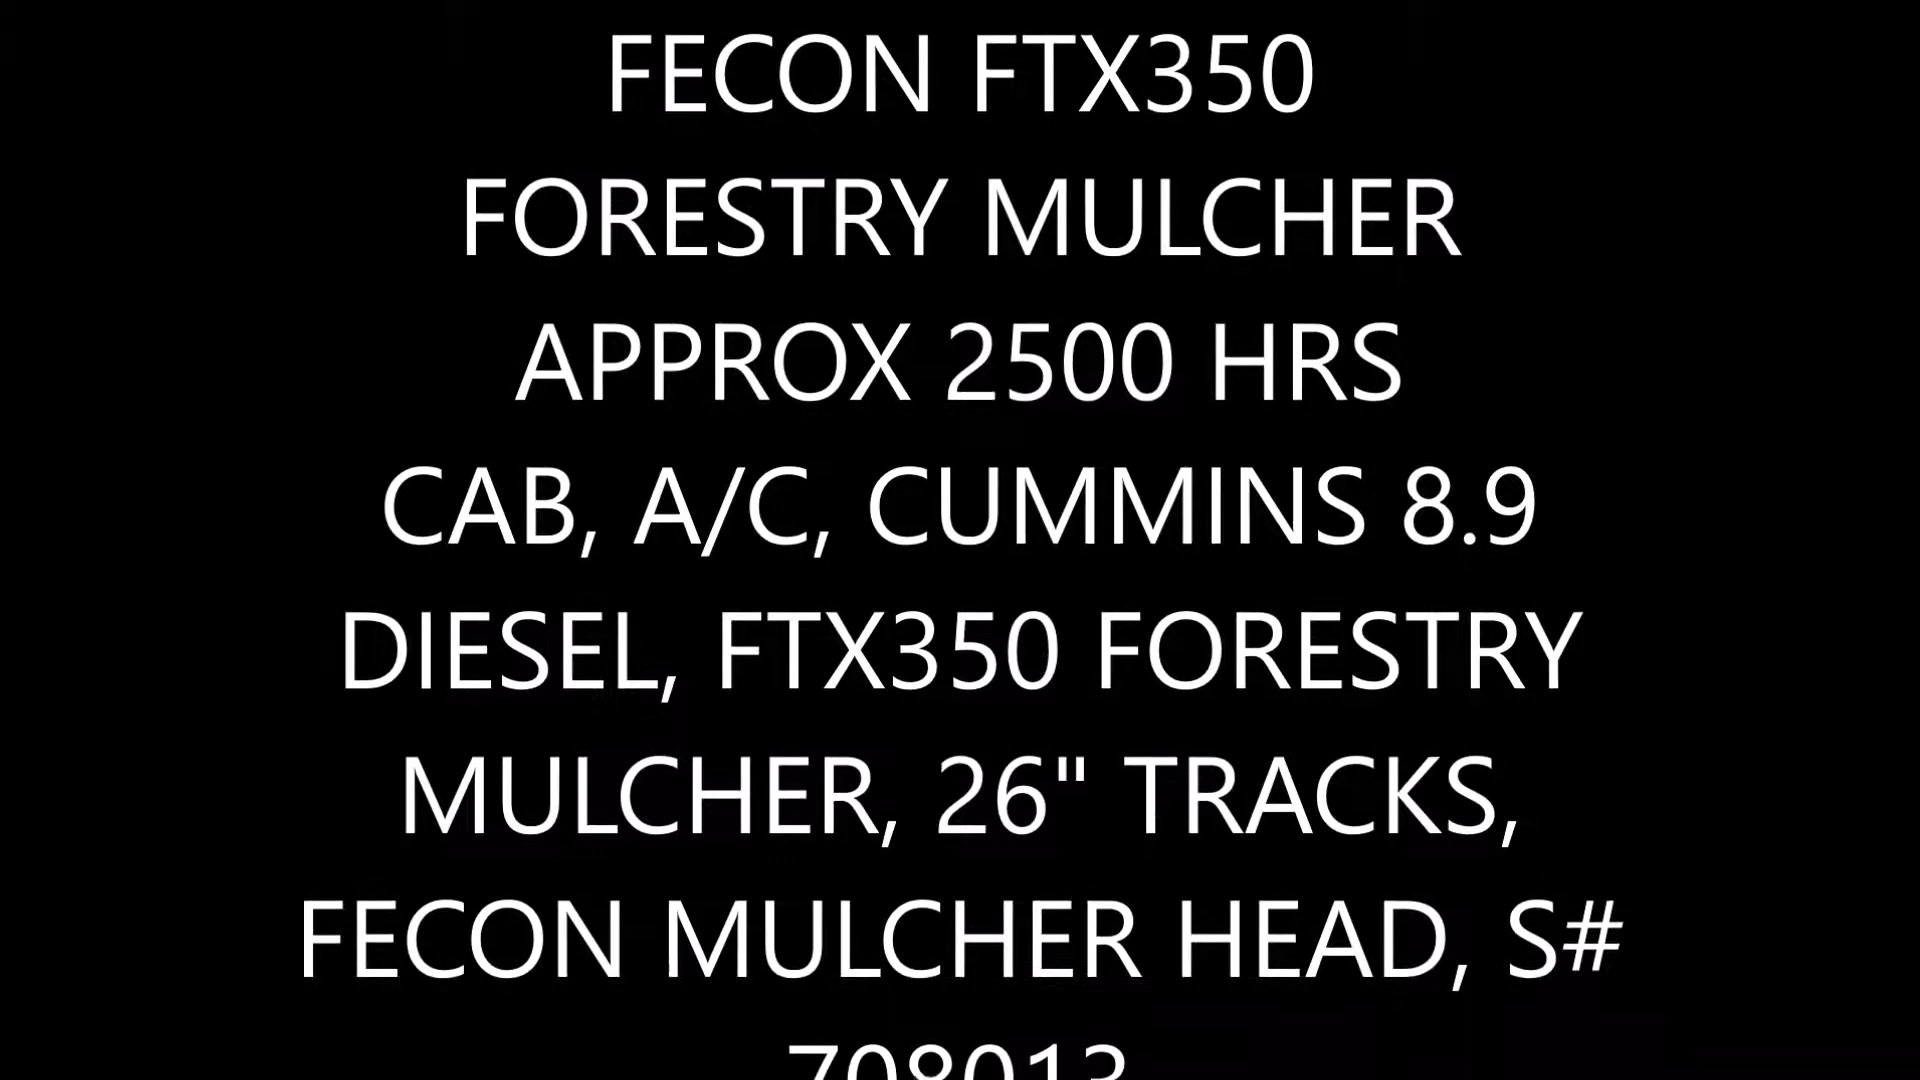 FECON FTX350
FORESTRY MULCHER
APPROX 2500 HRS
CAB, A/C, CUMMINS 8.9
DIESEL, FTX350 FORESTRY
MULCHER, 26" TRACKS,
FECON MULCHER HEAD, S#